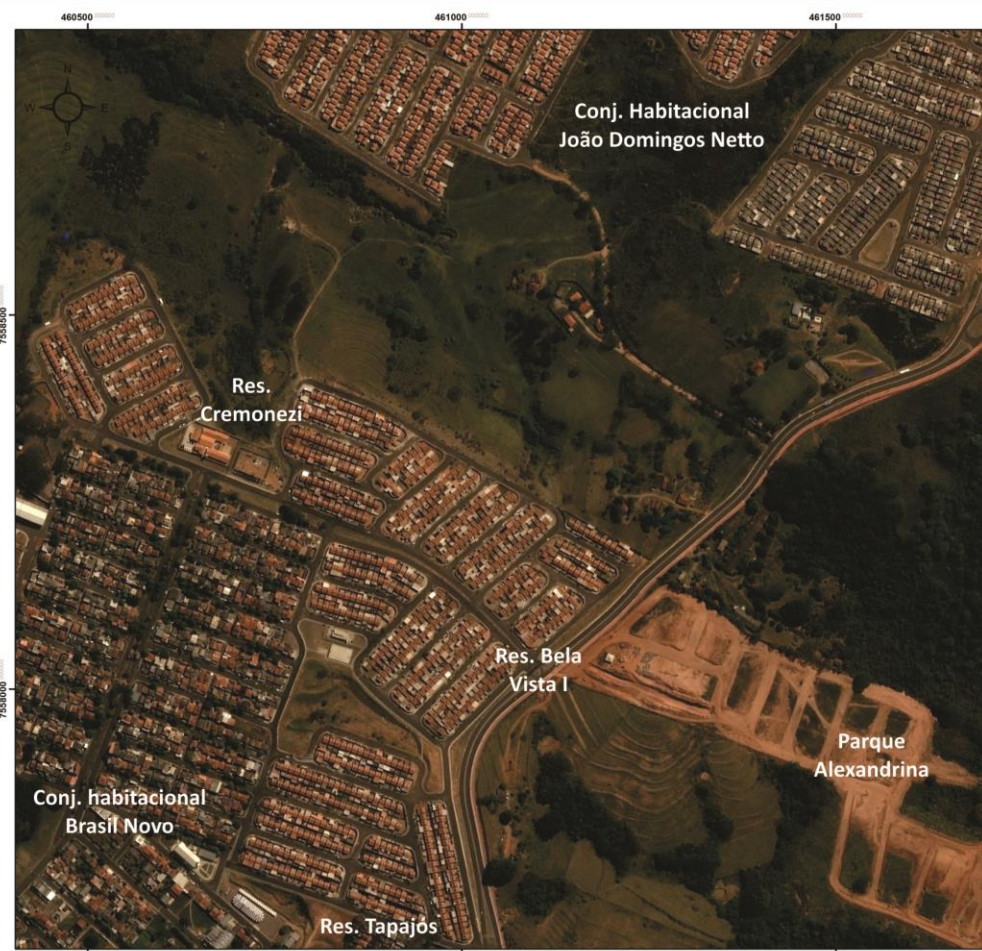 460500
461000
461500
N
W E
S
Conj. Habitacional
João Domingos Netto
7558500
Res.
Cremonezi
Res. Bela
Vista I
7558000
Parque
Alexandrina
Conj. habitacional
Brasil Novo
Res. Tapajós